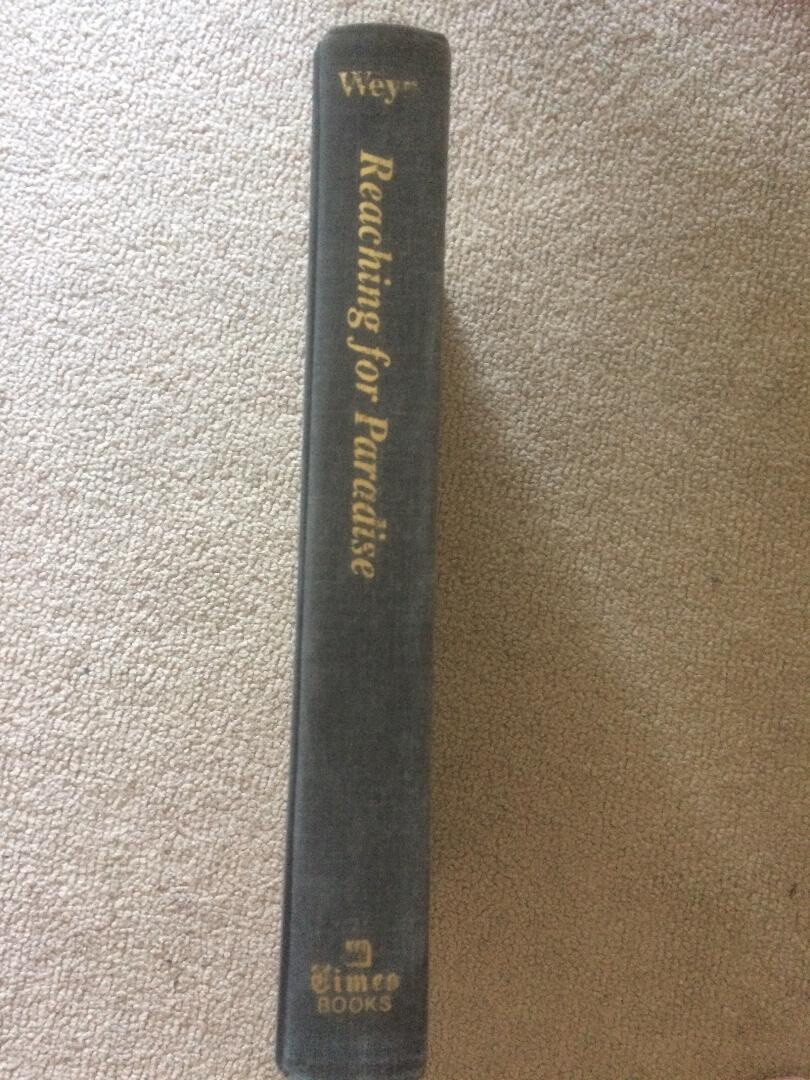 Weyr
Reaching for Paradise
Times
BOOKS